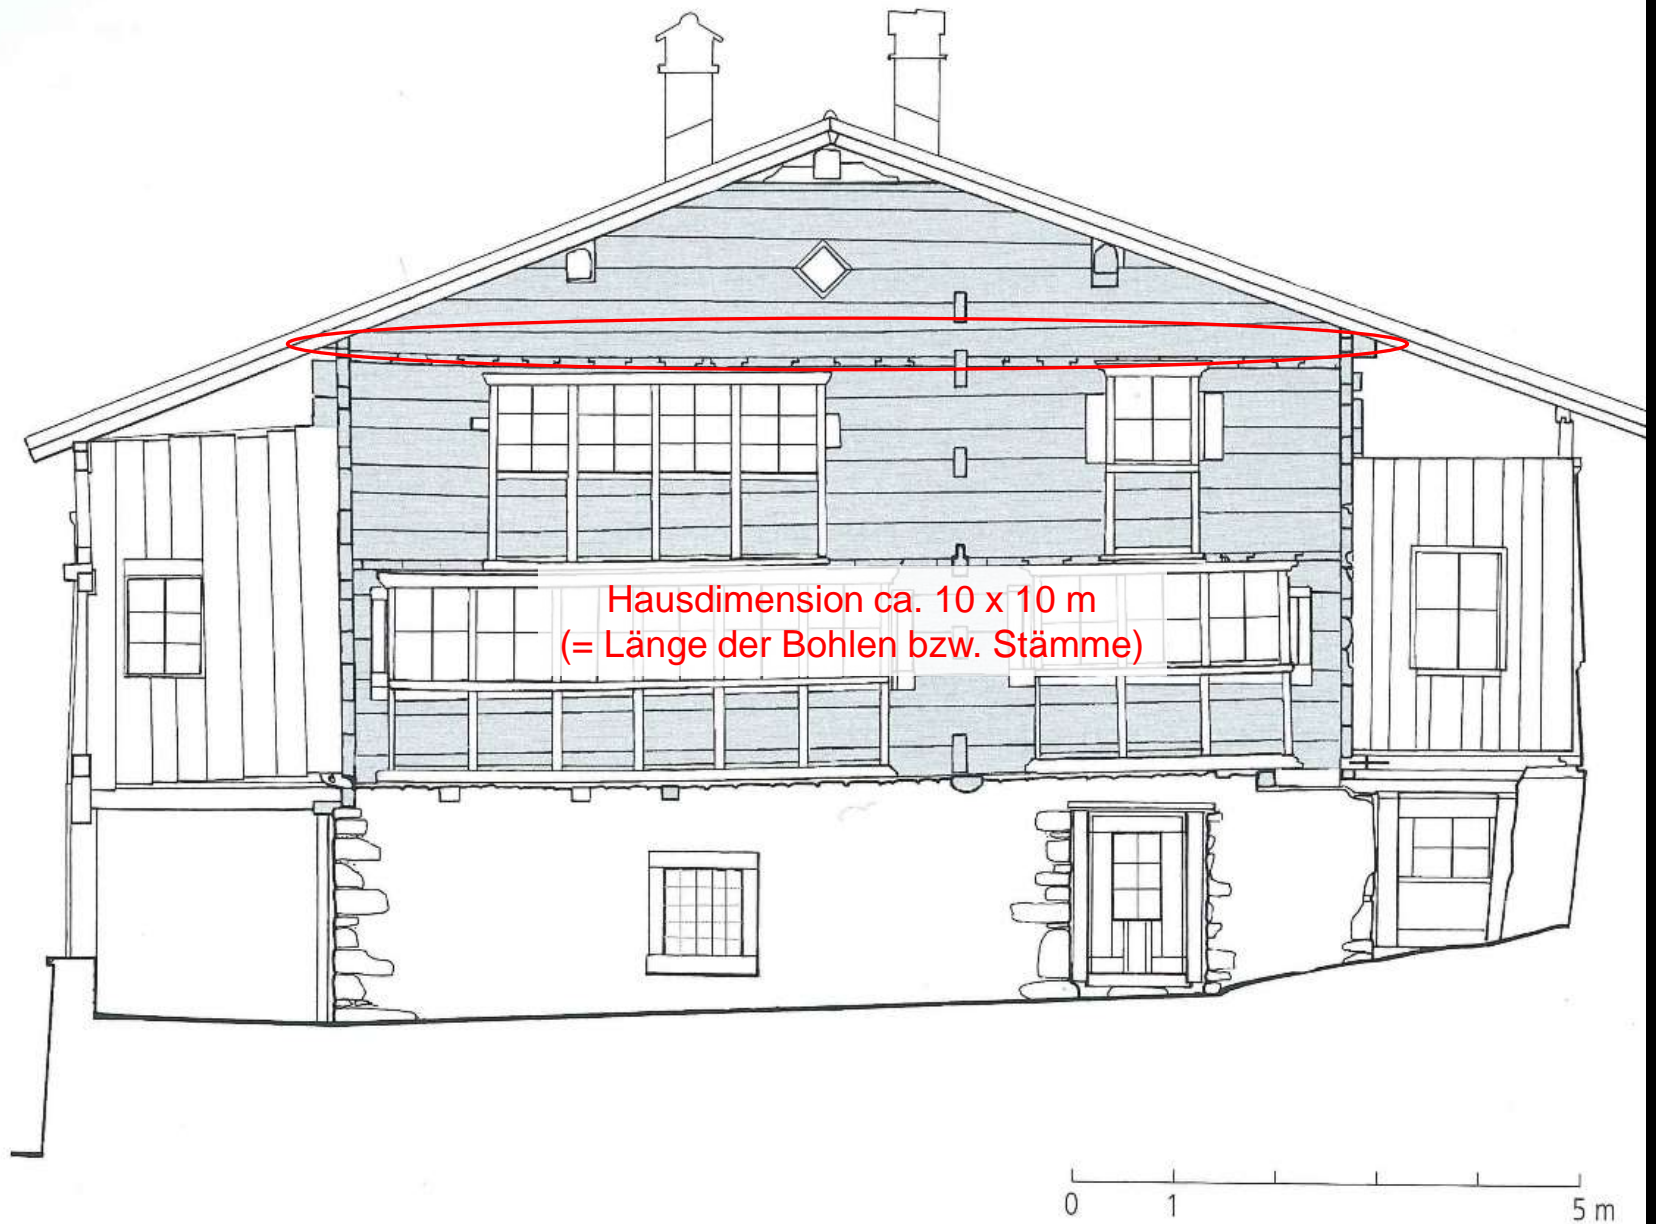 Hausdimension ca. 10 x 10 m
(= Länge der Bohlen bzw. Stämme)
0 1 5 m